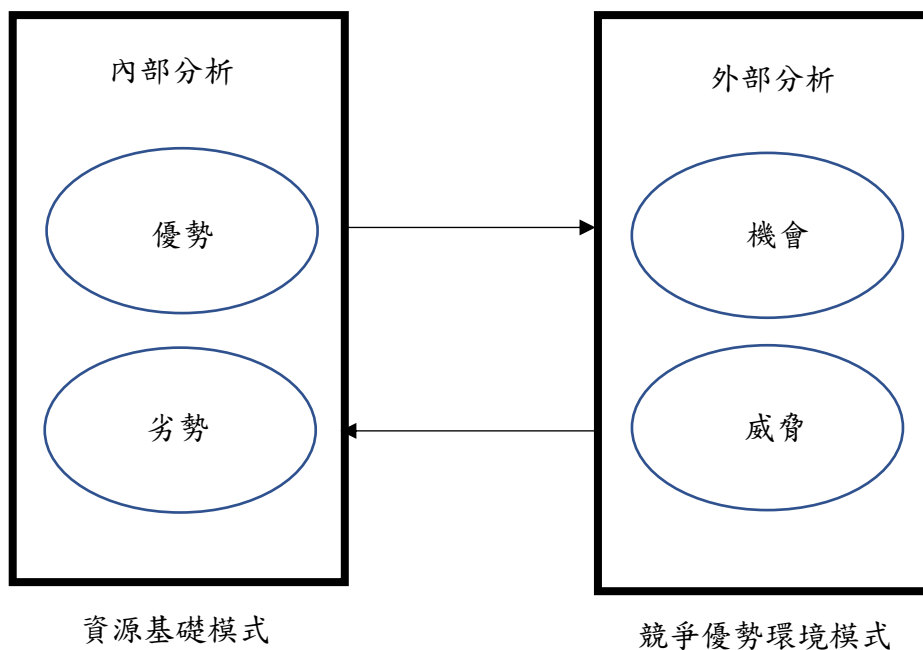 內部分析
優勢
劣勢
資源基礎模式
外部分析
機會
威脅
競爭優勢環境模式